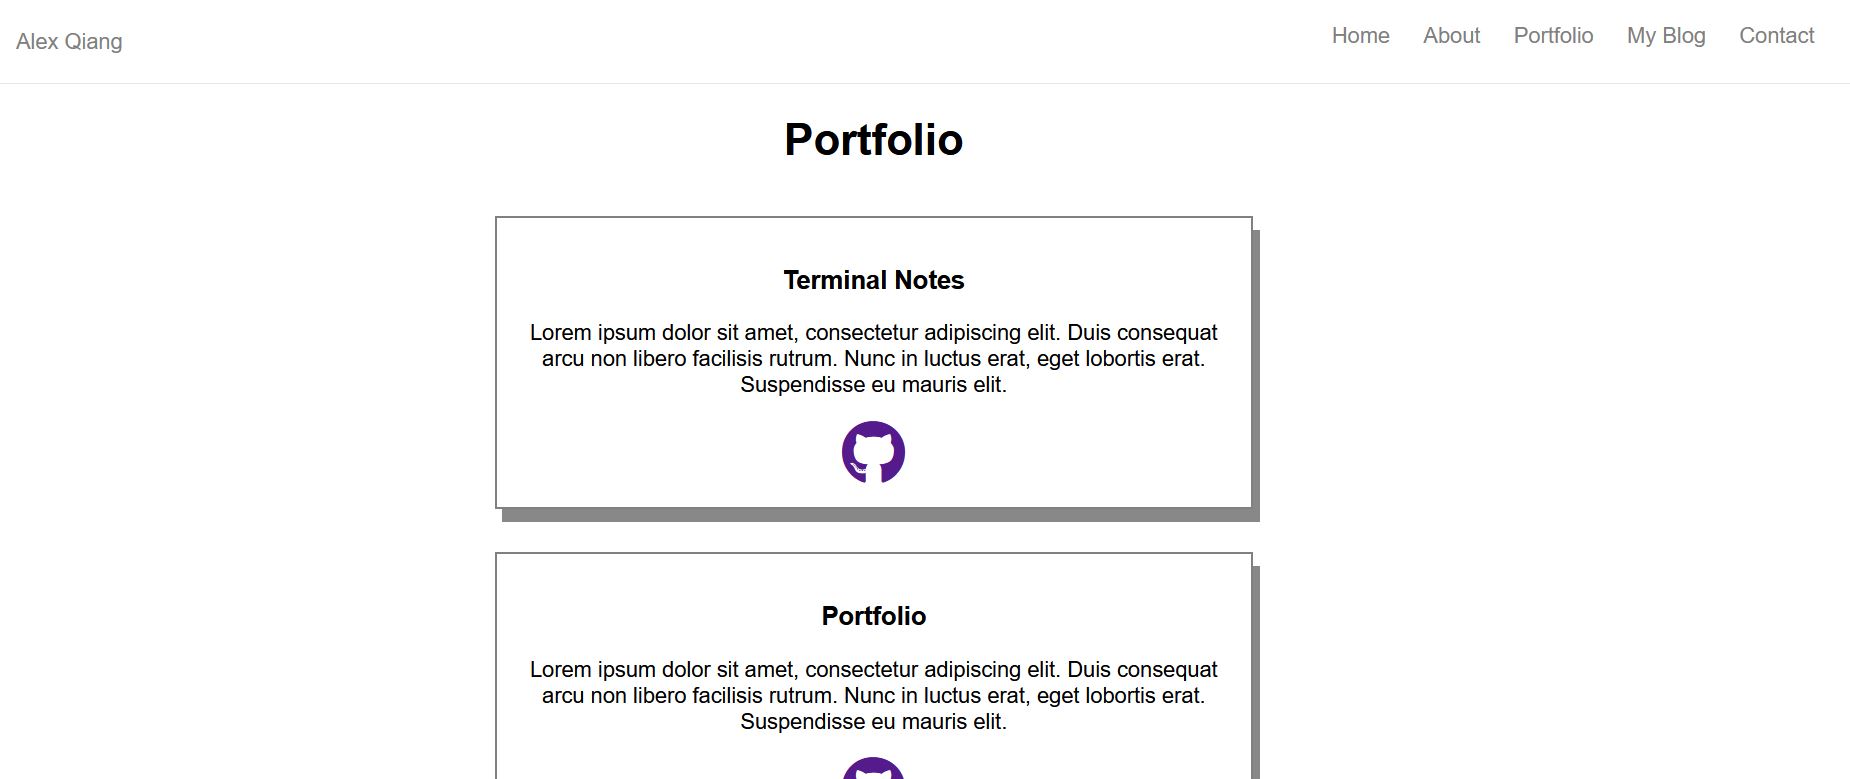 Alex Qiang
Home About Portfolio My Blog Contact
Portfolio
Terminal Notes
Lorem ipsum dolor sit amet, consectetur adipiscing elit. Duis consequat
arcu non libero facilisis rutrum. Nunc in luctus erat, eget lobortis erat.
Suspendisse eu mauris elit.
Portfolio
Lorem ipsum dolor sit amet, consectetur adipiscing elit. Duis consequat
arcu non libero facilisis rutrum. Nunc in luctus erat, eget lobortis erat.
Suspendisse eu mauris elit.